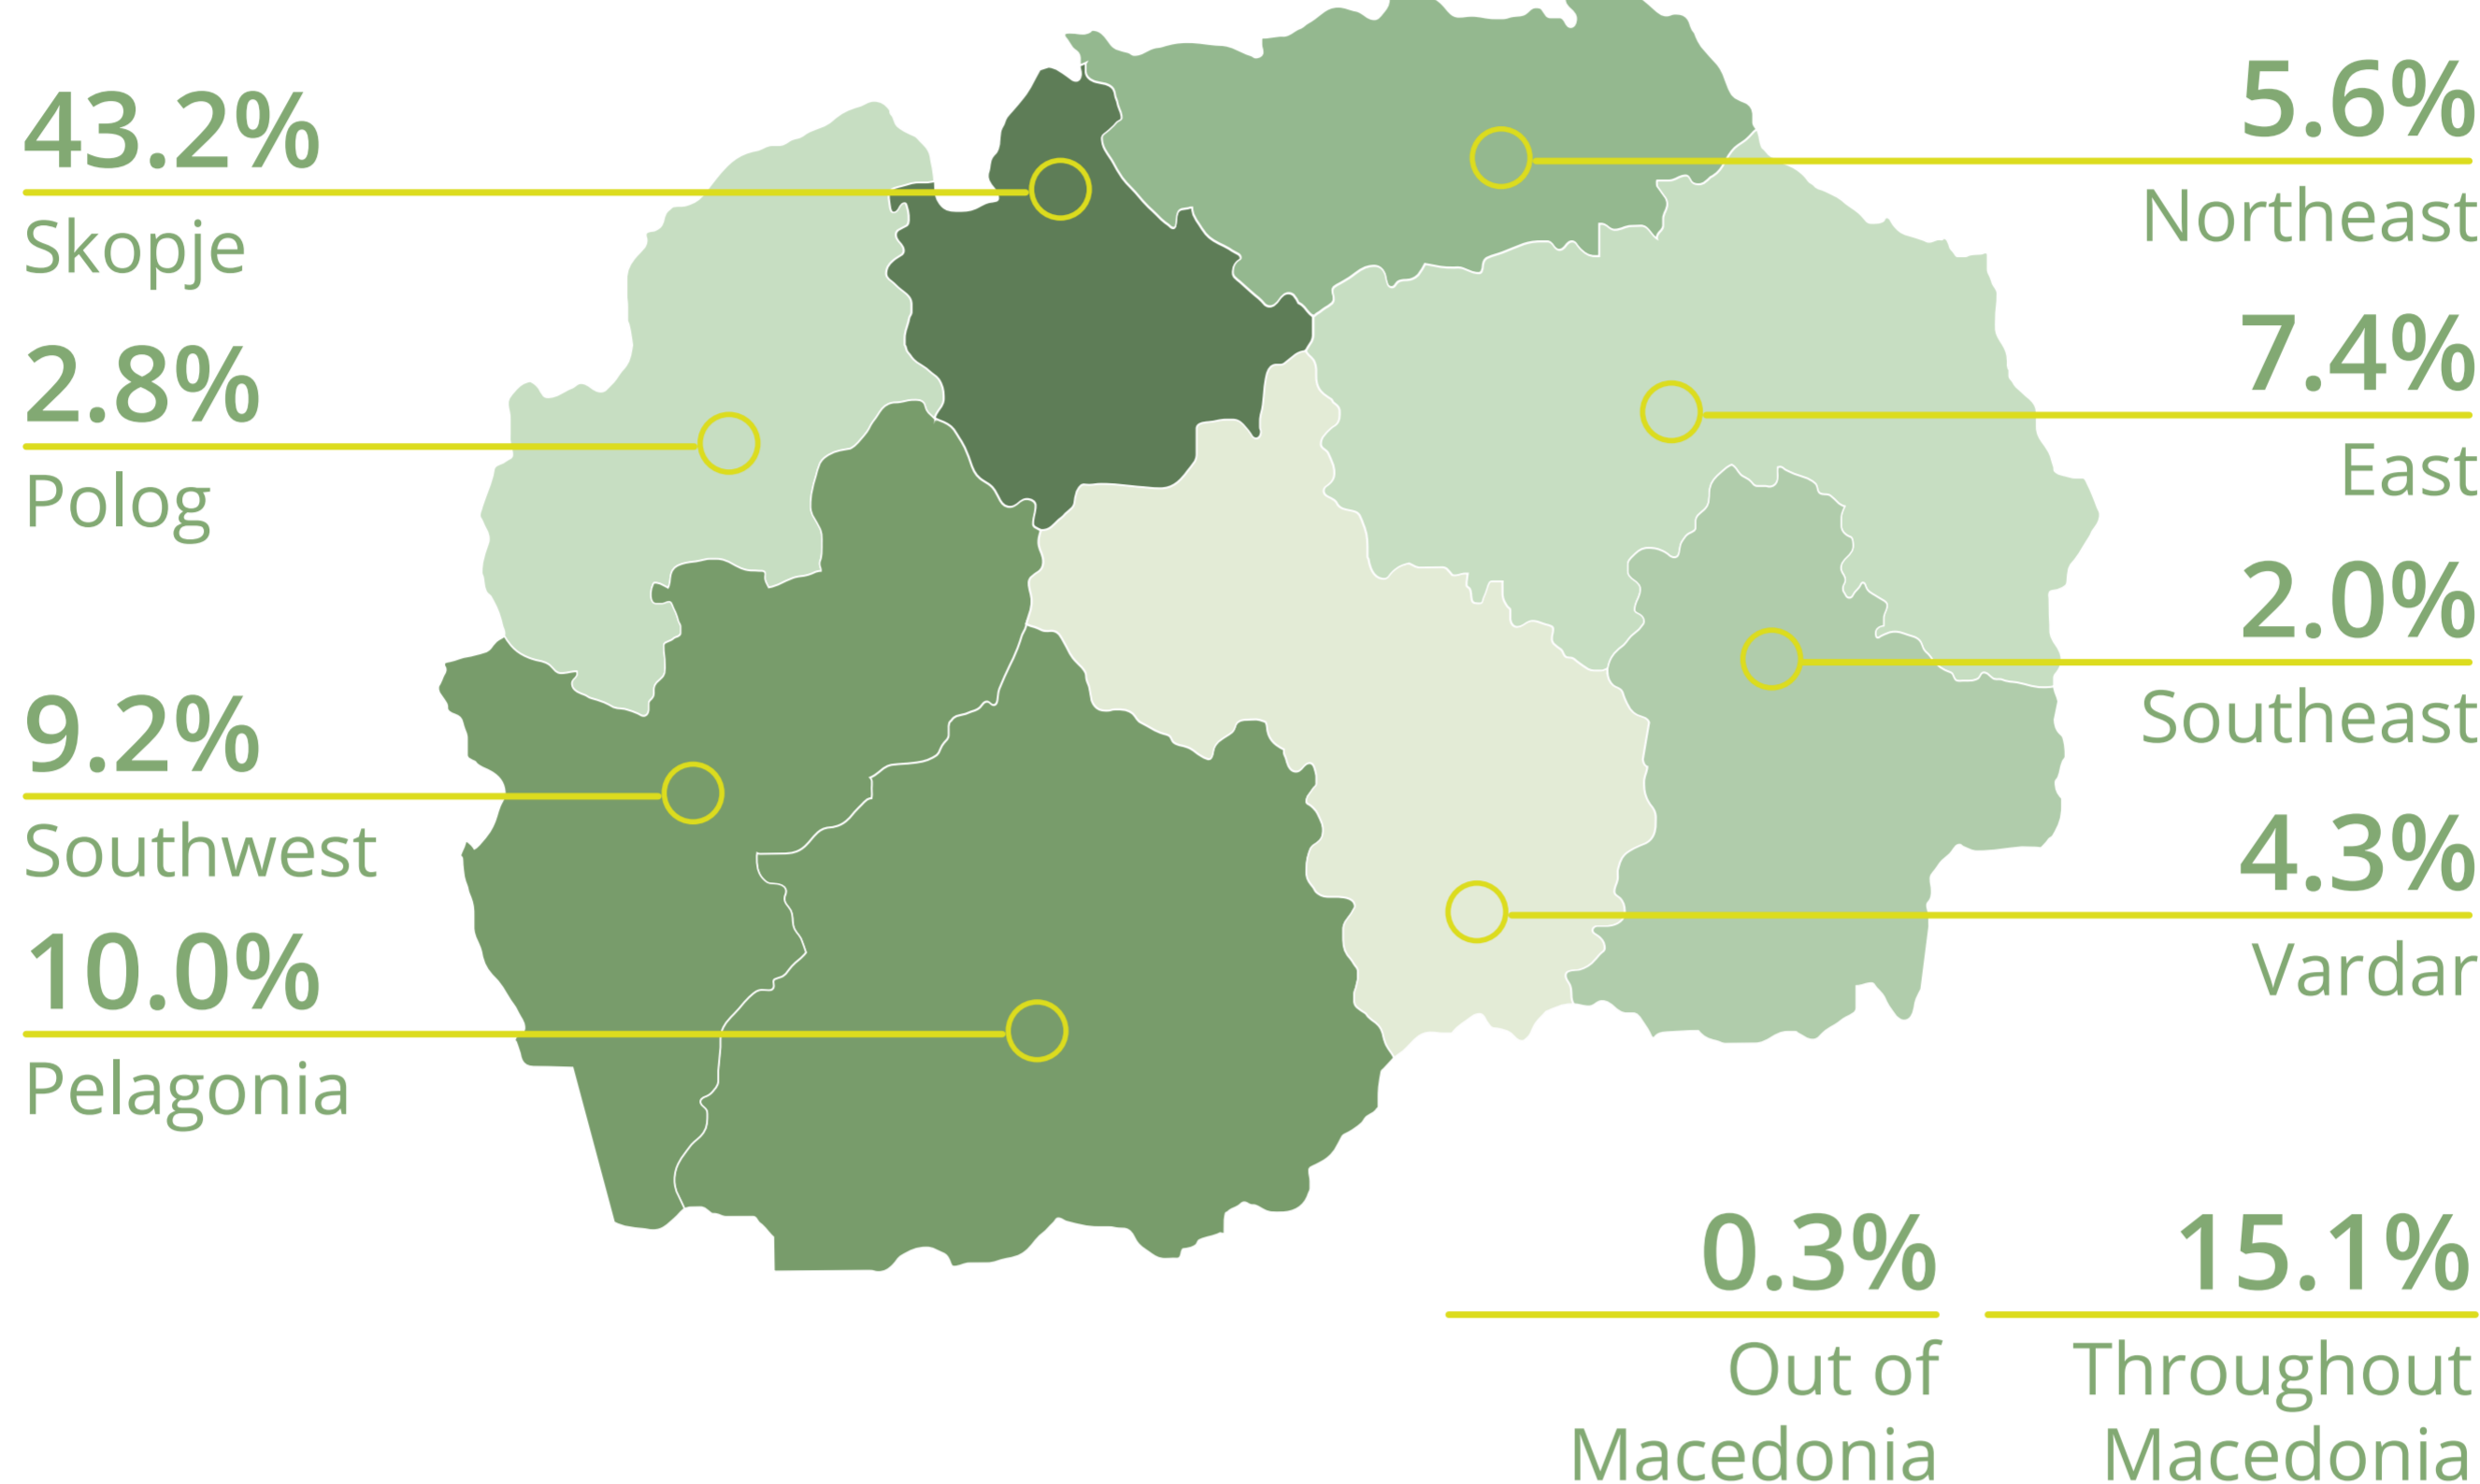 43.2%
Skopje
2.8%
Polog
9.2%
Southwest
10.0%
Pelagonia
5.6%
Northeast
7.4%
East
2.0%
Southeast
4.3%
Vardar
0.3%
Out of
Macedonia
15.1%
Throughout
Macedonia